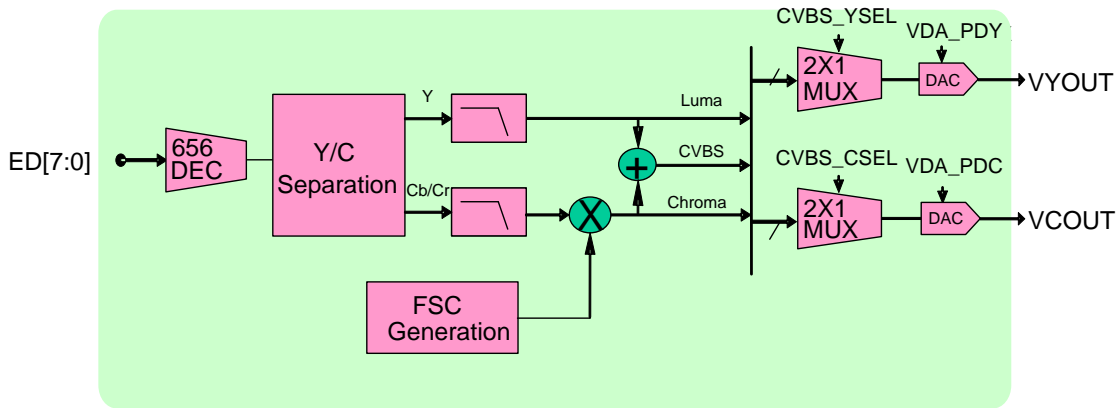 CVBS_YSEL
VDA_PDY
2X1
MUX
DAC
VYOUT
Y
Luma
656
DEC
ED[7:0]
Y/C
Separation
+
CVBS
CVBS_CSEL
VDA_PDC
Cb/Cr
X
Chroma
2X1
MUX
DAC
VCOUT
FSC
Generation